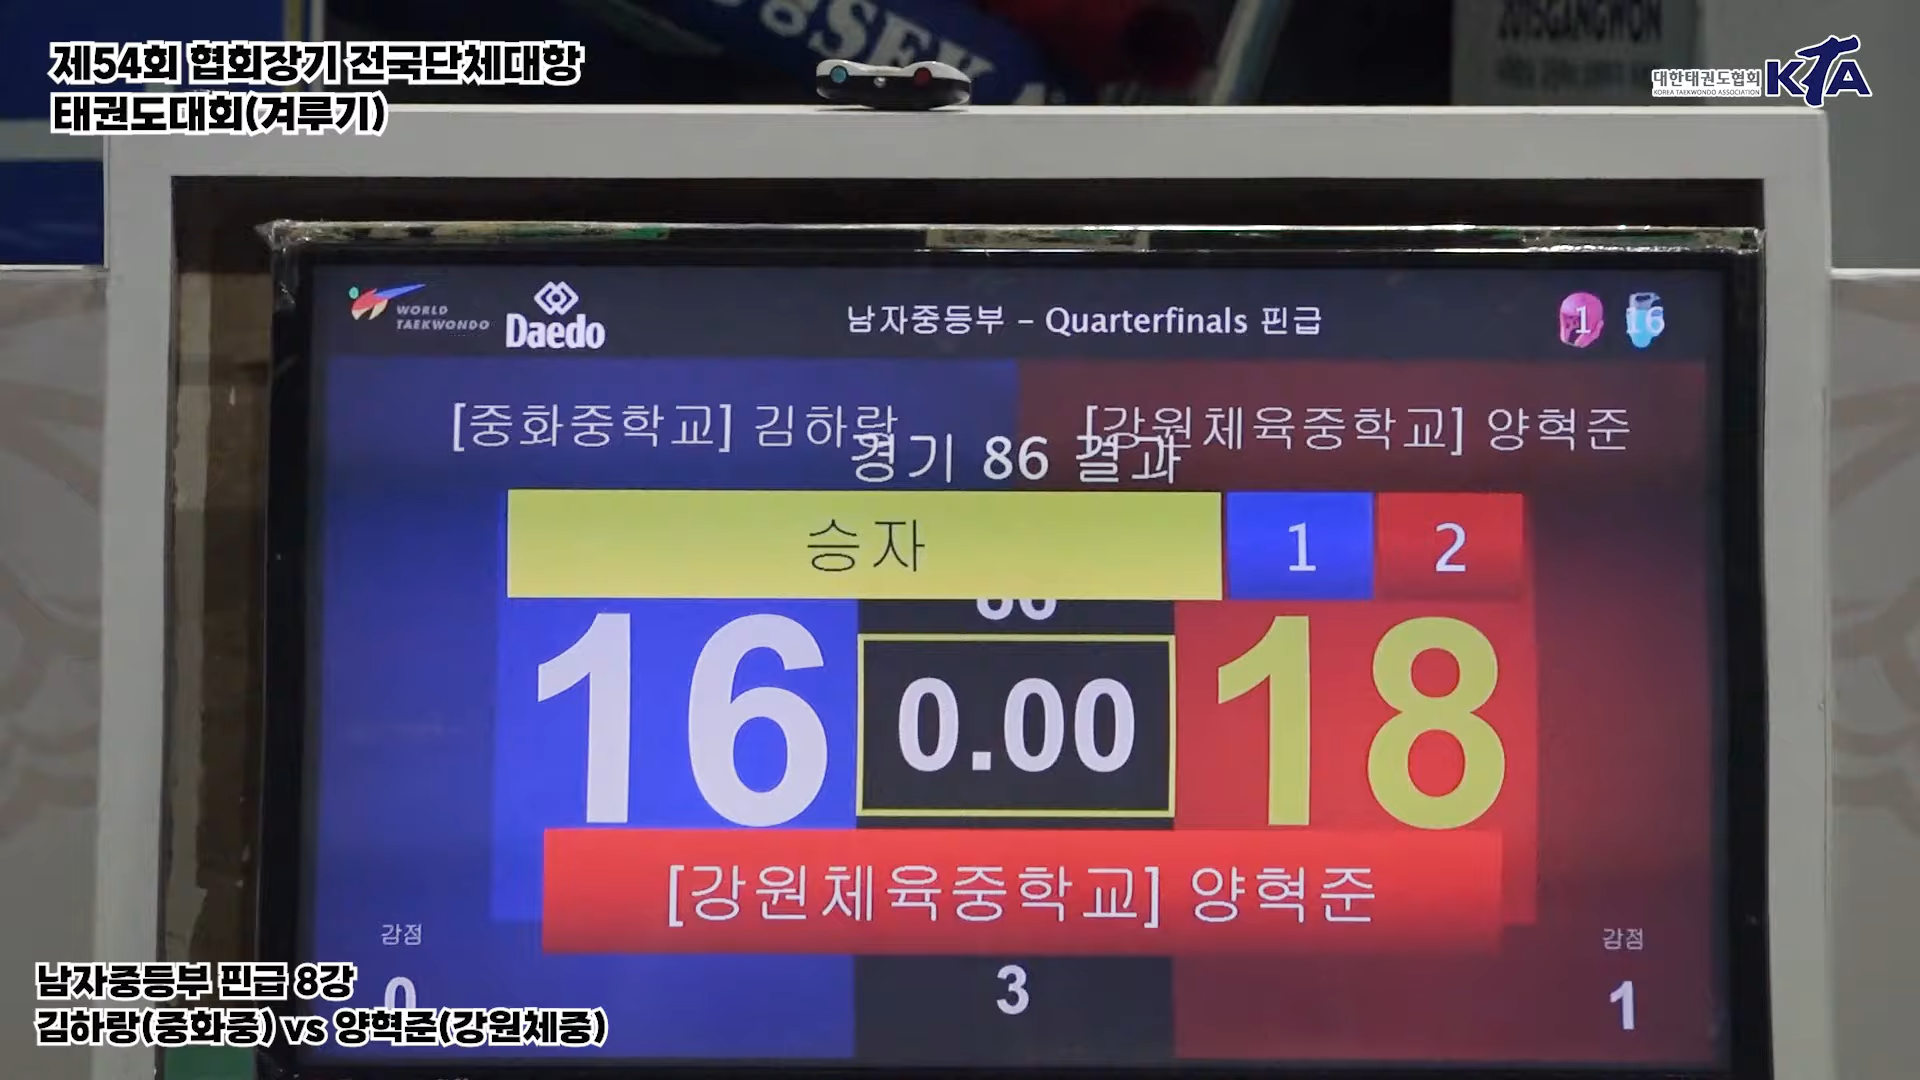 제54회 협회장기 전국단체대항
태권도대회(겨루기)
대한태권도협회 KTA
KOREA TAEKWONDO ASSOCIATION
2015GANGWON
WORLD
TAEKWONDO
Daedo
남자중등부 - Quarterfinals 핀급
1 16
[중화중학교] 김하랑
[강원체육중학교] 양혁준
경기 86 결과
승자 1 2
86
16 0.00 18
[강원체육중학교] 양혁준
감점 감점
0 3 1
남자중등부 핀급 8강
김하랑(중화중) vs 양혁준(강원체중)